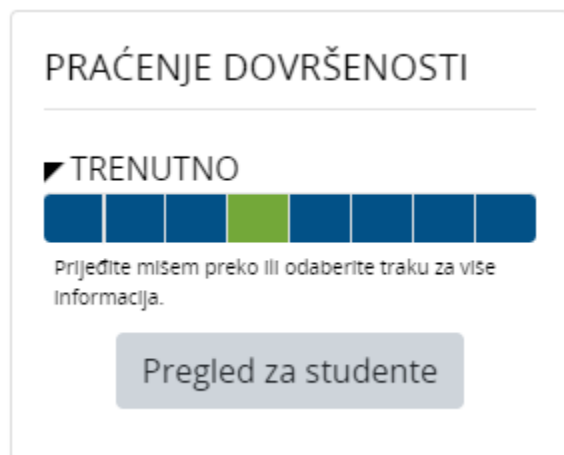 PRAĆENJE DOVRŠENOSTI
TRENUTNO
Prijeđite mišem preko ili odaberite traku za više
informacija.
Pregled za studente